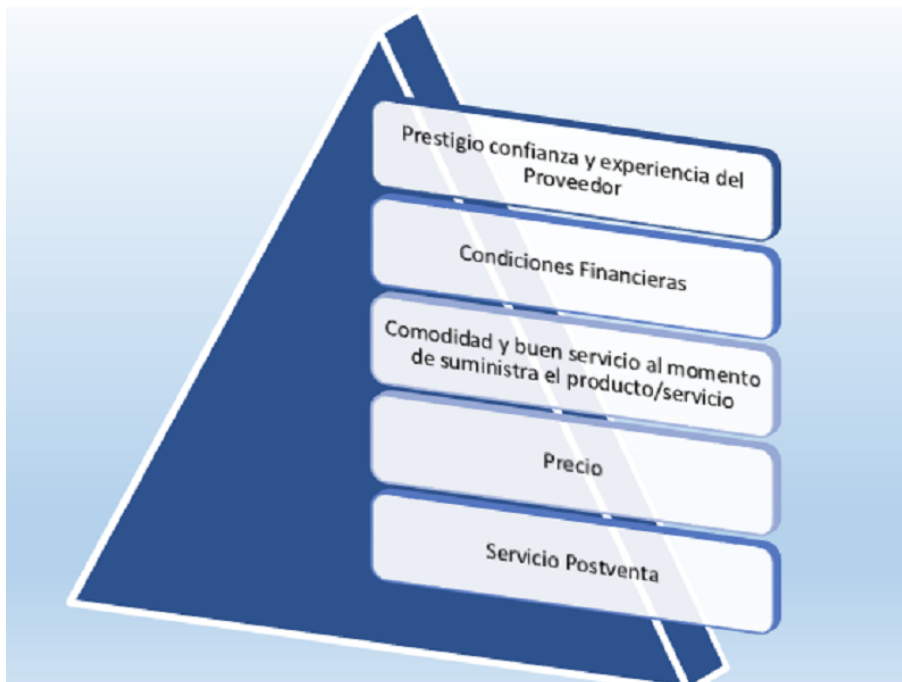 Prestigio confianza y experiencia del
Proveedor
Condiciones Financieras
Comodidad y buen servicio al momento
de suministra el producto/servicio
Precio
Servicio Postventa